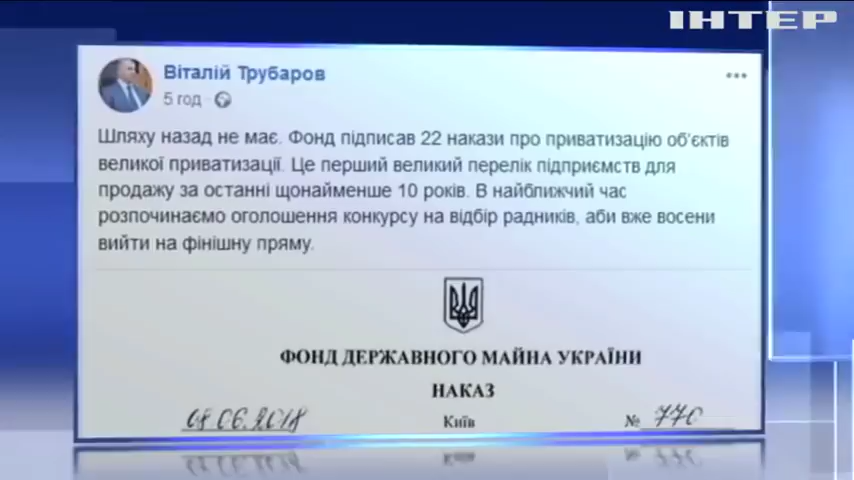 ІНТЕР
Віталій Трубаров
5 год
Шляху назад не має. Фонд підписав 22 накази про приватизацію об'єктів
великої приватизації. Це перший великий перелік підприємств для
продажу за останні щонайменше 10 років. В найближчий час
розпочинаємо оголошення конкурсу на відбір радників, аби вже восени
вийти на фінішну пряму.
ФОНД ДЕРЖАВНОГО МАЙНА УКРАЇНИ
НАКАЗ
08.06.2018 Київ № 770